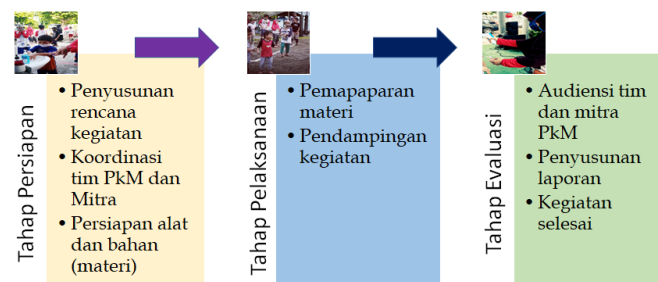 Tahap Persiapan
• Penyusunan
rencana
kegiatan
• Koordinasi
tim PkM dan
Mitra
• Persiapan alat
dan bahan
(materi)
Tahap Pelaksanaan
• Pemapaparan
materi
• Pendampingan
kegiatan
Tahap Evaluasi
• Audiensi tim
dan mitra
PkM
• Penyusunan
laporan
• Kegiatan
selesai